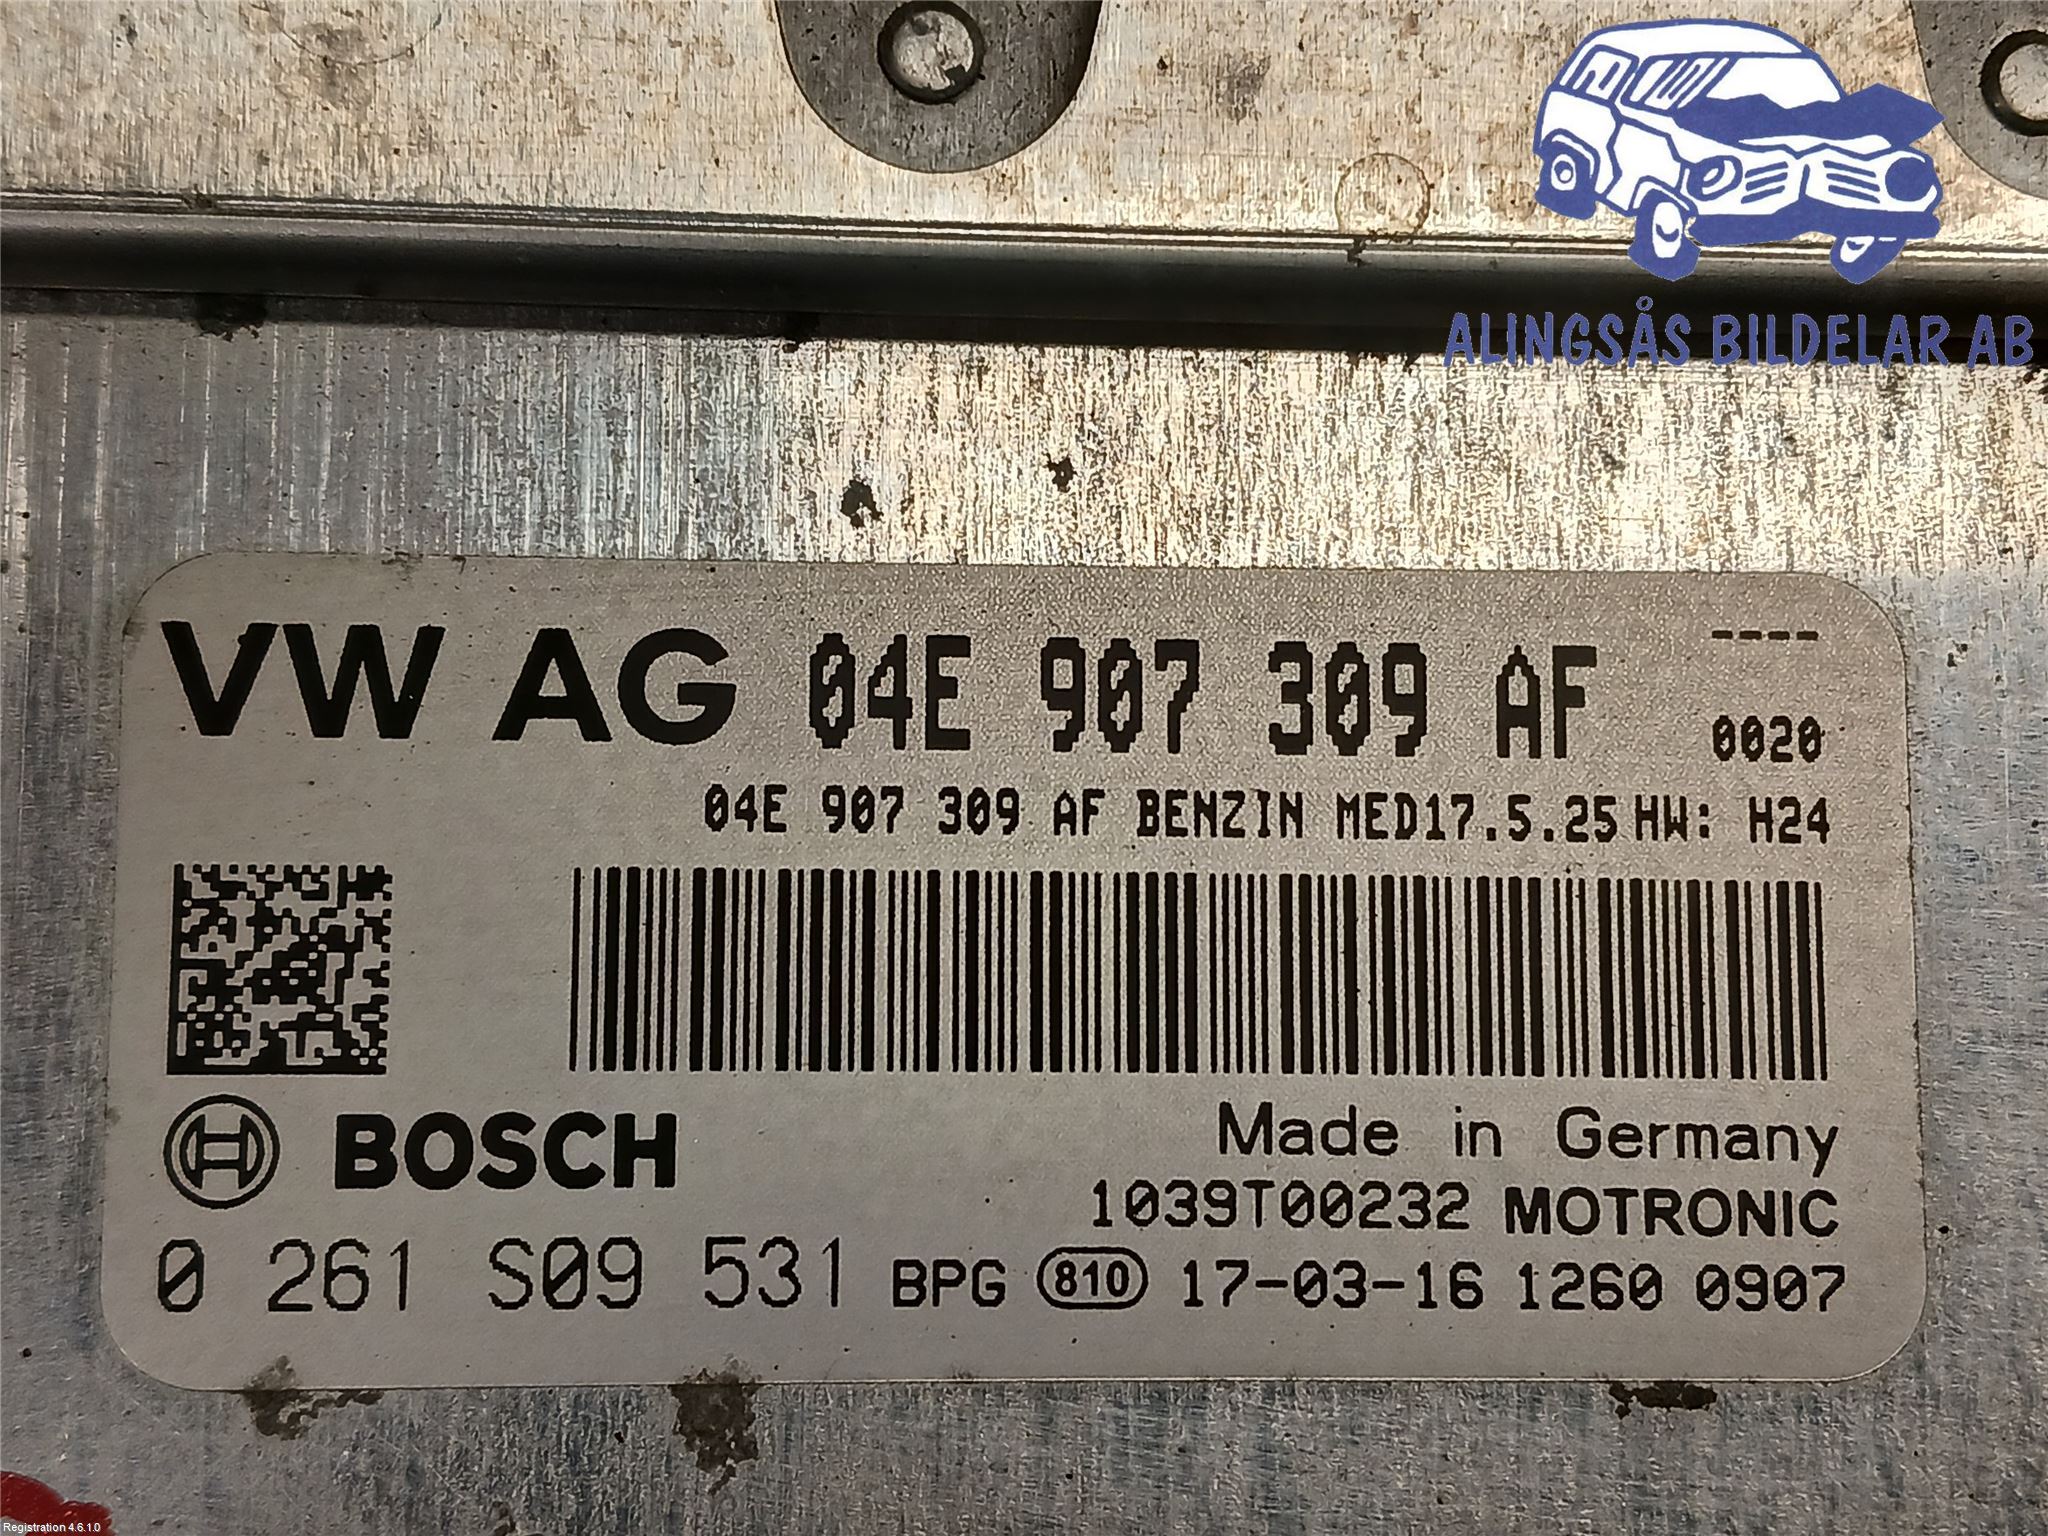 ALINGSÅS BILDELAR AB
VW AG 04E 907 309 AF ----
0020
04E 907 309 AF BENZIN MED17.5.25 HW: H24
BOSCH
Made in Germany
1039T00232 MOTRONIC
0 261 S09 531 BPG 810 17-03-16 1260 0907
Registration 4.6.1.0